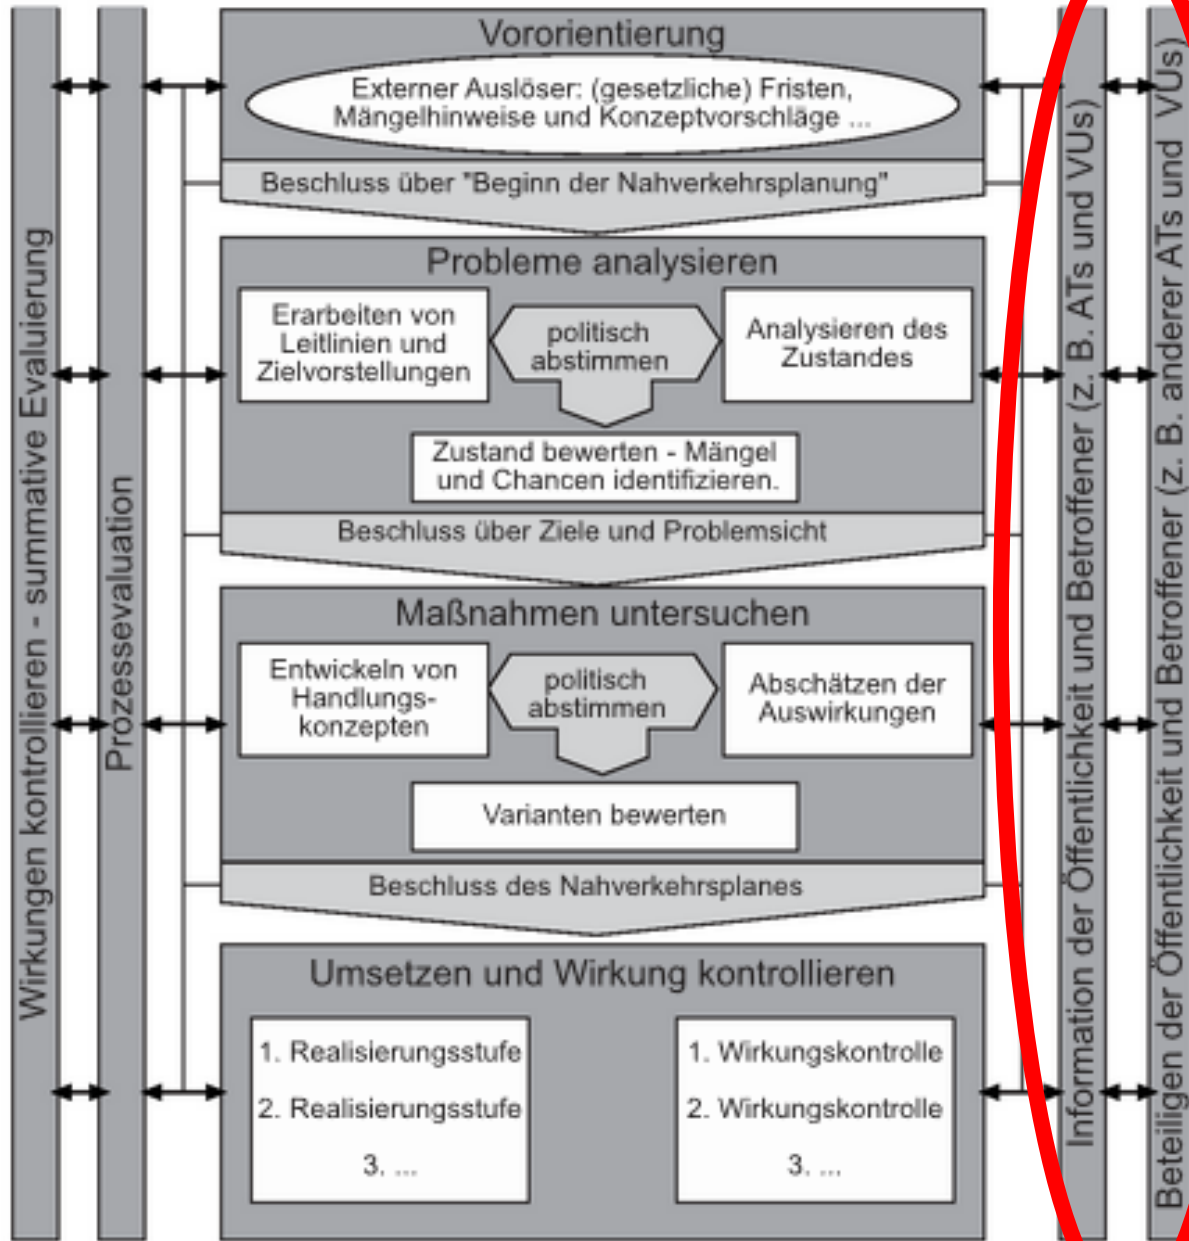 Vororientierung
Externer Auslöser: (gesetzliche) Fristen,
Mängelhinweise und Konzeptvorschläge ...
Beschluss über "Beginn der Nahverkehrsplanung"
Probleme analysieren
Erarbeiten von
Leitlinien und
Zielvorstellungen
politisch
abstimmen
Analysieren des
Zustandes
Zustand bewerten - Mängel
und Chancen identifizieren.
Beschluss über Ziele und Problemsicht
Maßnahmen untersuchen
Entwickeln von
Handlungs-
konzepten
politisch
abstimmen
Abschätzen der
Auswirkungen
Varianten bewerten
Beschluss des Nahverkehrsplanes
Umsetzen und Wirkung kontrollieren
1. Realisierungsstufe
2. Realisierungsstufe
3. ...
1. Wirkungskontrolle
2. Wirkungskontrolle
3. ...
Wirkungen kontrollieren - summative Evaluierung
Prozessevaluation
Information der Öffentlichkeit und Betroffener (z. B. ATs und VUs)
Beteiligen der Öffentlichkeit und Betroffener (z. B. anderer ATs und VUs)